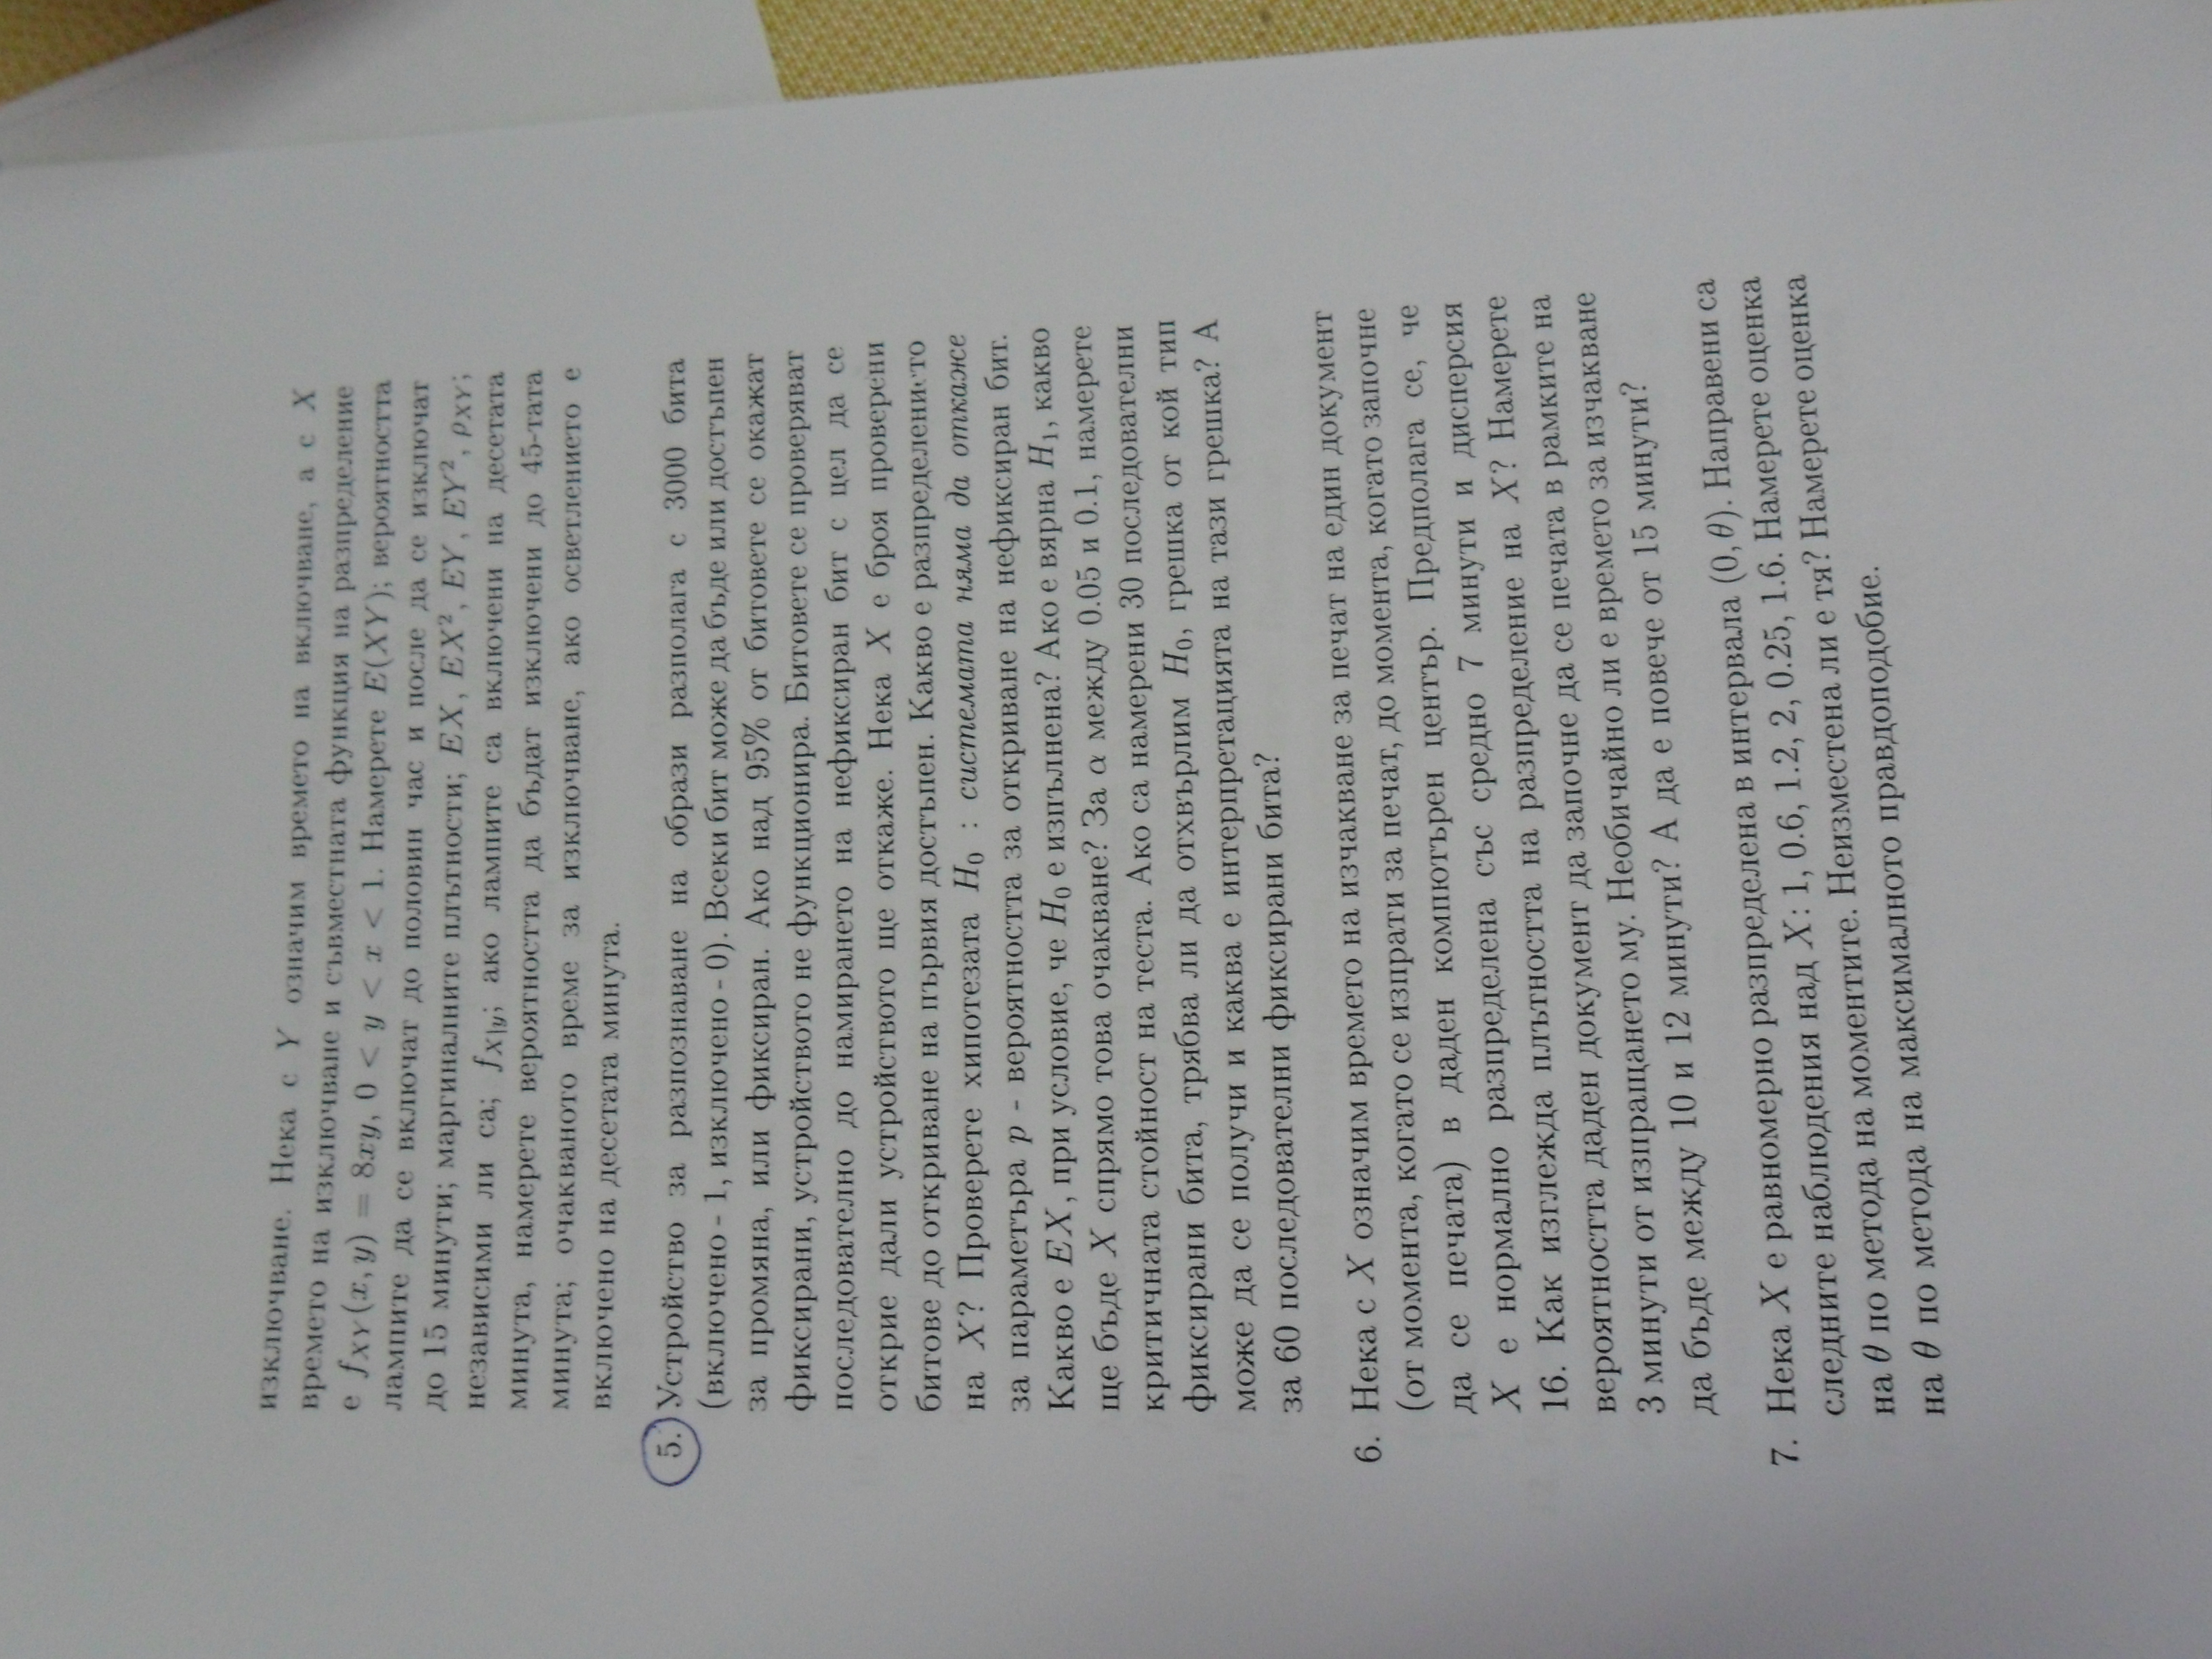 изключване. Нека с Y означим времето на включване, а с X
времето на изключване и съвместната функция на разпределение
е f_{XY}(x, y) = 8xy, 0 < y < x < 1. Намерете E(XY); вероятността
лампите да се включат до половин час и после да се изключат
до 15 минути; маргиналните плътности; EX, EX², EY, EY², ρ_{XY};
независими ли са; f_{X|y}; ако лампите са включени на десетата
минута, намерете вероятността да бъдат изключени до 45-тата
минута; очакваното време за изключване, ако осветлението е
включено на десетата минута.
5. Устройство за разпознаване на образи разполага с 3000 бита
(включено - 1, изключено - 0). Всеки бит може да бъде или достъпен
за промяна, или фиксиран. Ако над 95% от битовете се окажат
фиксирани, устройството не функционира. Битовете се проверяват
последователно до намирането на нефиксиран бит с цел да се
открие дали устройството ще откаже. Нека X е броя проверени
битове до откриване на първия достъпен. Какво е разпределението
на X? Проверете хипотезата H₀ : системата няма да откаже
за параметъра p - вероятността за откриване на нефиксиран бит.
Какво е EX, при условие, че H₀ е изпълнена? Ако е вярна H₁, какво
ще бъде X спрямо това очакване? За α между 0.05 и 0.1, намерете
критичната стойност на теста. Ако са намерени 30 последователни
фиксирани бита, трябва ли да отхвърлим H₀, грешка от кой тип
може да се получи и каква е интерпретацията на тази грешка? А
за 60 последователни фиксирани бита?
6. Нека с X означим времето на изчакване за печат на един документ
(от момента, когато се изпрати за печат, до момента, когато започне
да се печата) в даден компютърен център. Предполага се, че
X е нормално разпределена със средно 7 минути и дисперсия
16. Как изглежда плътността на разпределение на X? Намерете
вероятността даден документ да започне да се печата в рамките на
3 минути от изпращането му. Необичайно ли е времето за изчакване
да бъде между 10 и 12 минути? А да е повече от 15 минути?
7. Нека X е равномерно разпределена в интервала (0, θ). Направени са
следните наблюдения над X: 1, 0.6, 1.2, 2, 0.25, 1.6. Намерете оценка
на θ по метода на моментите. Неизместена ли е тя? Намерете оценка
на θ по метода на максималното правдоподобие.